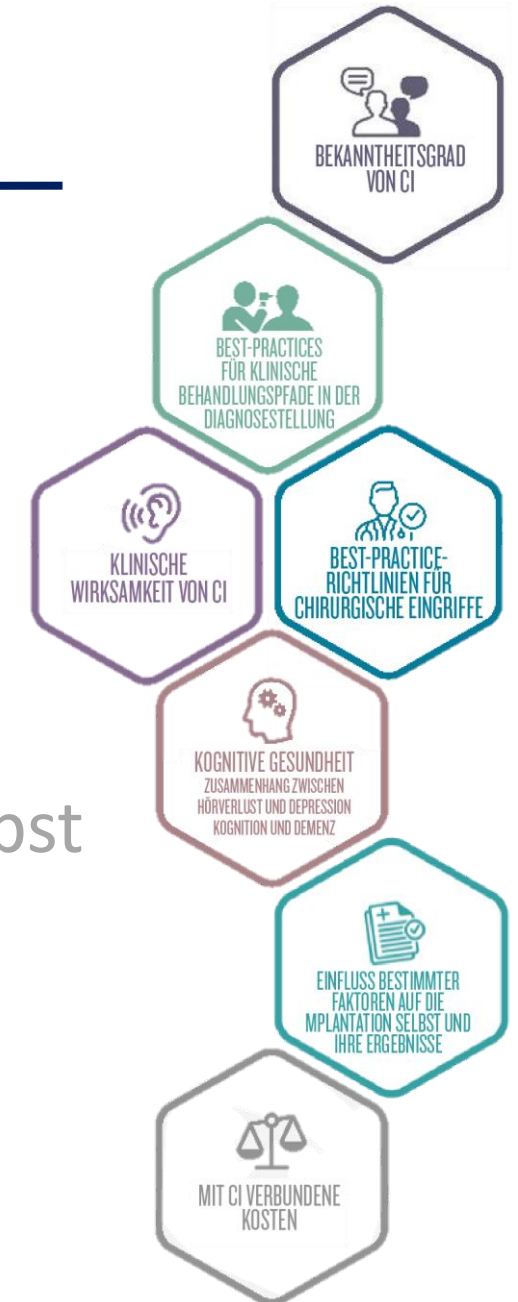 BEKANNTHEITSGRAD
VON CI
BEST-PRACTICES
FÜR KLINISCHE
BEHANDLUNGSPFADE IN DER
DIAGNOSESTELLUNG
KLINISCHE
WIRKSAMKEIT VON CI
BEST-PRACTICE-
RICHTLINIEN FÜR
CHIRURGISCHE EINGRIFFE
KOGNITIVE GESUNDHEIT
ZUSAMMENHANG ZWISCHEN
HÖRVERLUST UND DEPRESSION
KOGNITION UND DEMENZ
EINFLUSS BESTIMMTER
FAKTOREN AUF DIE
MPLANTATION SELBST UND
IHRE ERGEBNISSE
MIT CI VERBUNDENE
KOSTEN